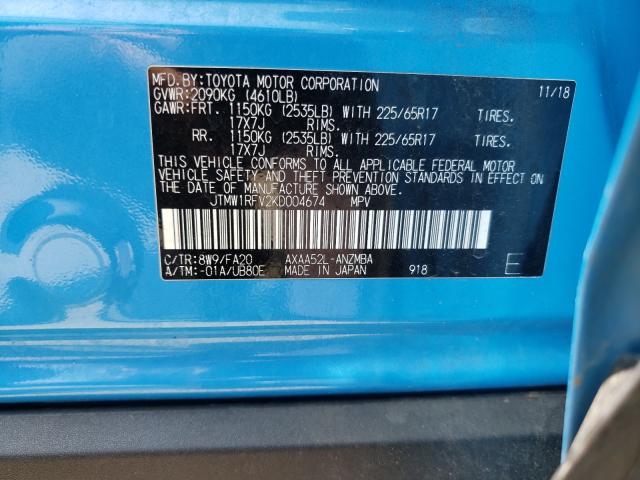 MFD.BY:TOYOTA MOTOR CORPORATION 11/18
GVWR:2090KG (4610LB)
GAWR:FRT. 1150KG (2535LB) WITH 225/65R17 TIRES.
17X7J RIMS.
RR. 1150KG (2535LB) WITH 225/65R17 TIRES.
17X7J RIMS.
THIS VEHICLE CONFORMS TO ALL APPLICABLE FEDERAL MOTOR
VEHICLE SAFETY AND THEFT PREVENTION STANDARDS IN EFFECT ON
THE DATE OF MANUFACTURE SHOWN ABOVE.
JTMW1RFV2KD004674 MPV
C/TR:8W9/FA20 AXAA52L-ANZMBA
A/TM:-01A/UB80E MADE IN JAPAN 918 E